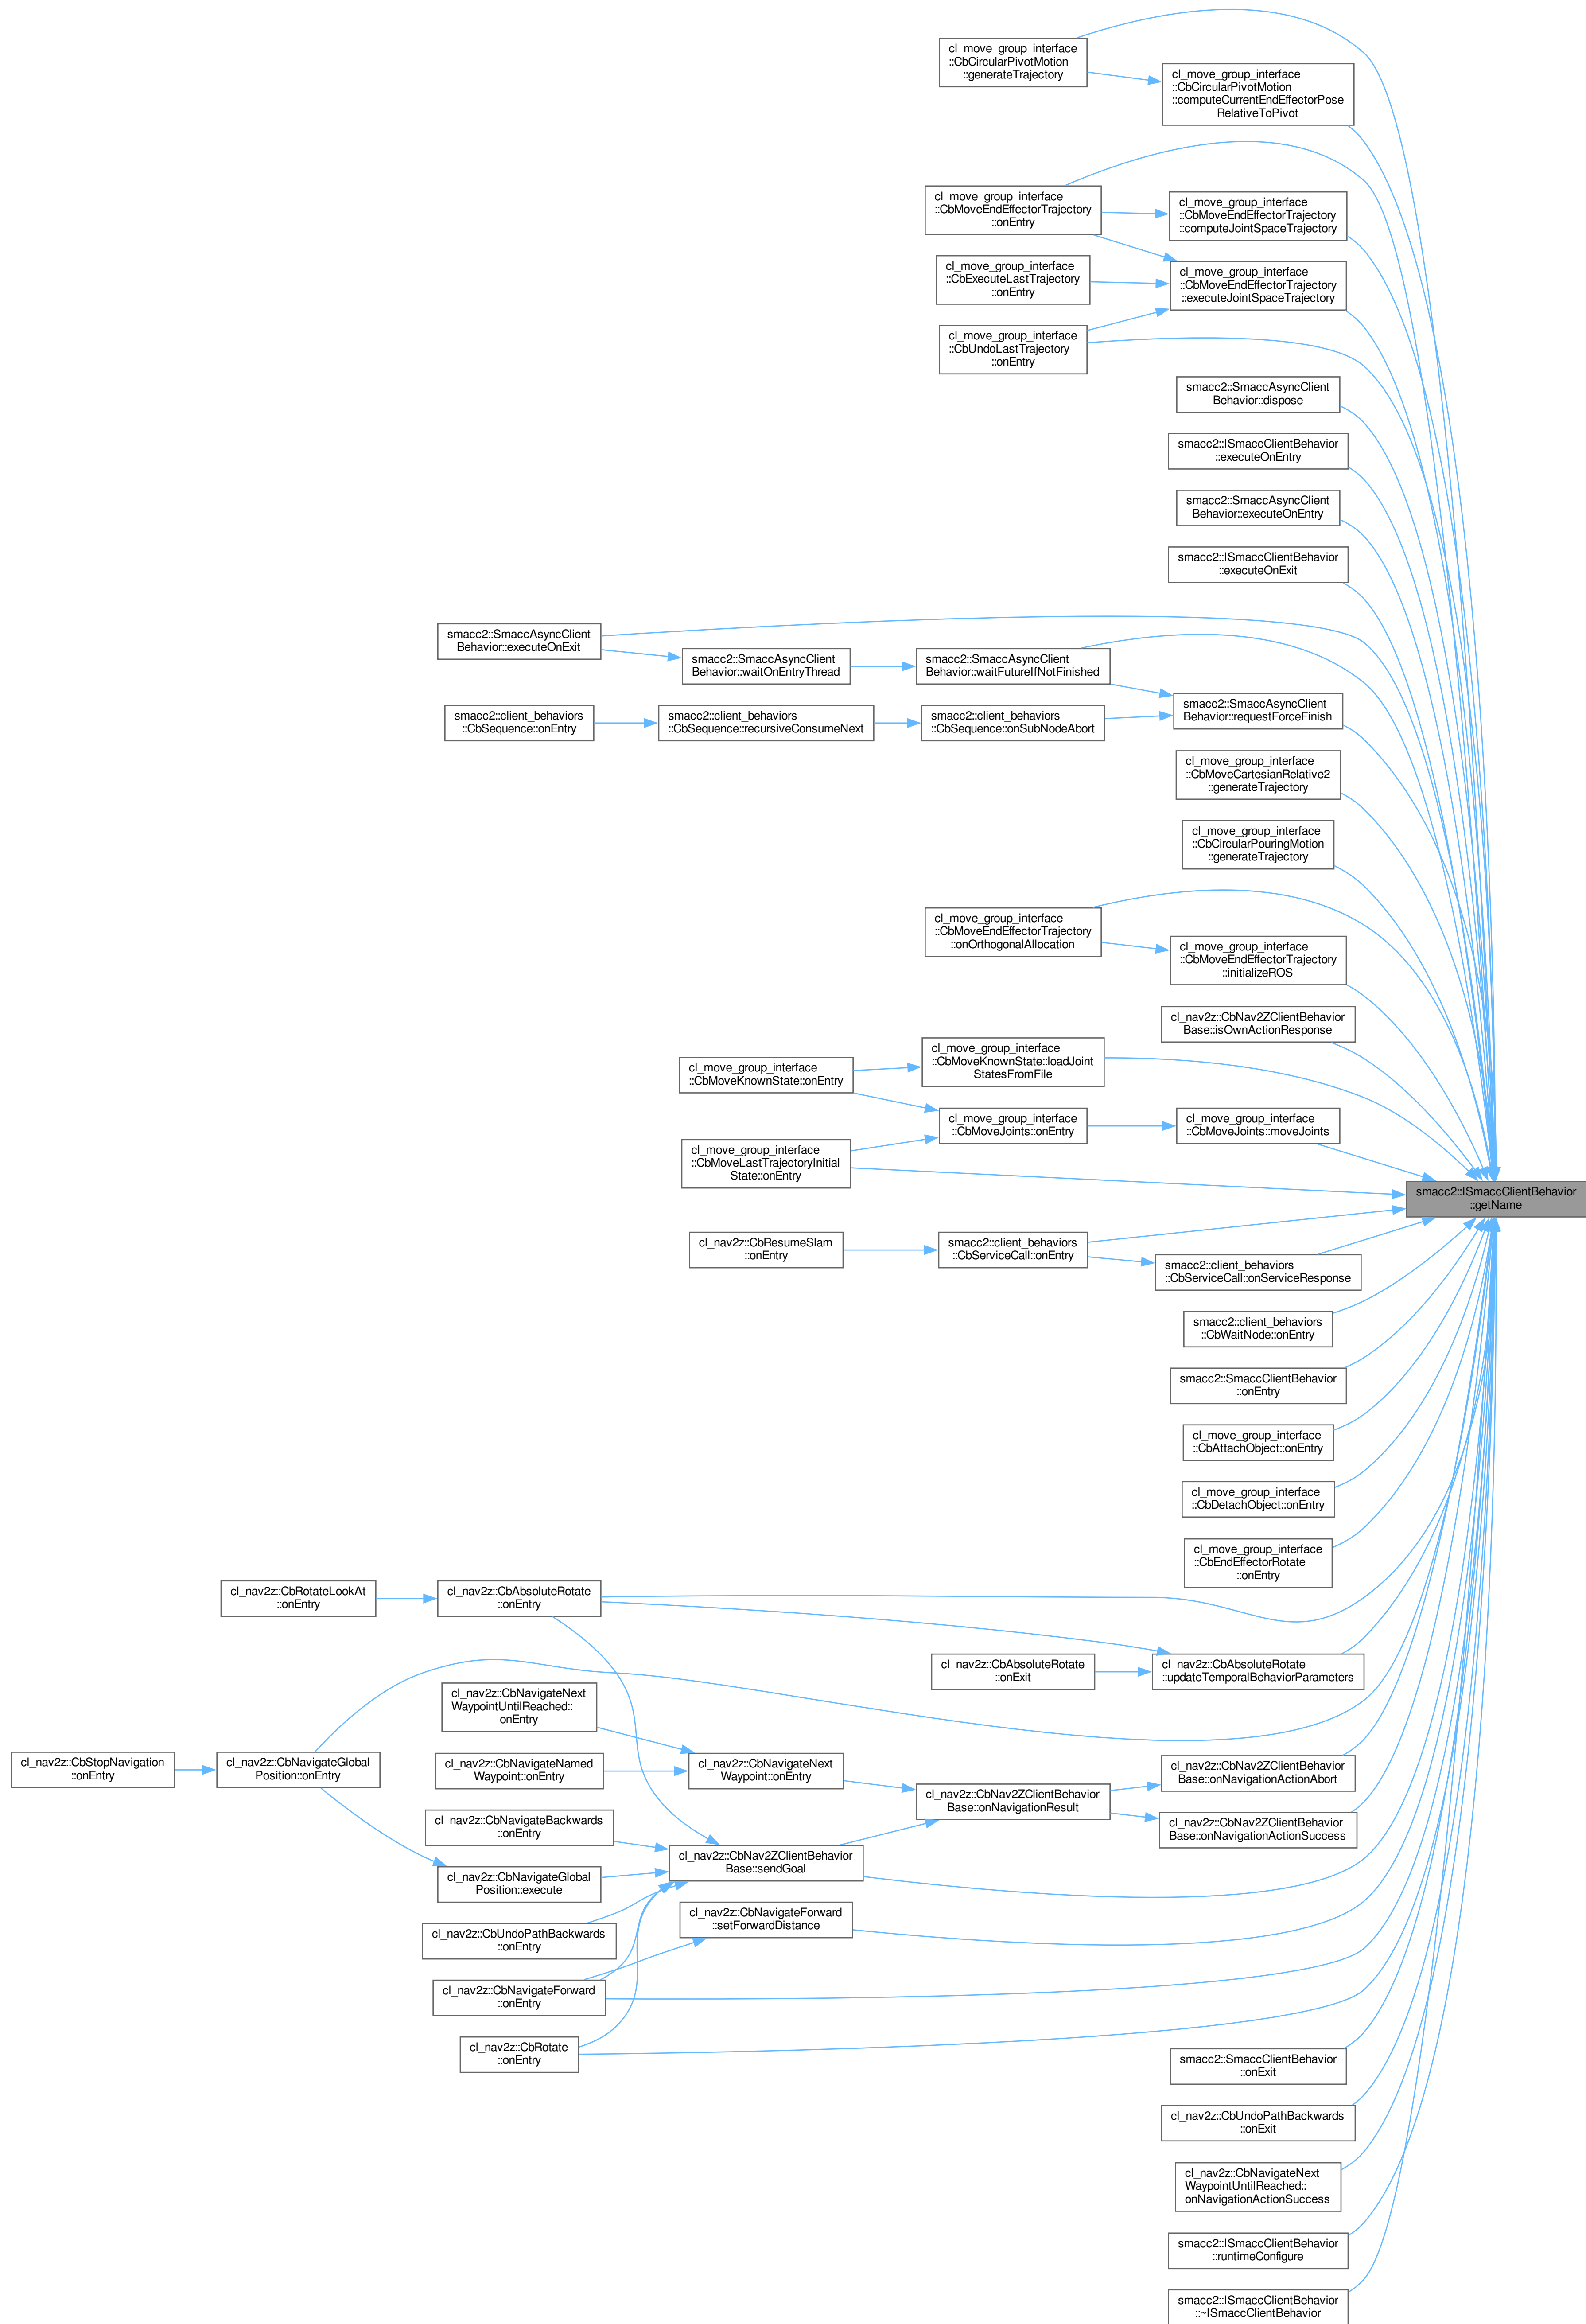 cl_move_group_interface
::CbCircularPivotMotion
::generateTrajectory
cl_move_group_interface
::CbCircularPivotMotion
::computeCurrentEndEffectorPose
RelativeToPivot
cl_move_group_interface
::CbMoveEndEffectorTrajectory
::onEntry
cl_move_group_interface
::CbMoveEndEffectorTrajectory
::computeJointSpaceTrajectory
cl_move_group_interface
::CbExecuteLastTrajectory
::onEntry
cl_move_group_interface
::CbMoveEndEffectorTrajectory
::executeJointSpaceTrajectory
cl_move_group_interface
::CbUndoLastTrajectory
::onEntry
smacc2::SmaccAsyncClient
Behavior::dispose
smacc2::ISmaccClientBehavior
::executeOnEntry
smacc2::SmaccAsyncClient
Behavior::executeOnEntry
smacc2::ISmaccClientBehavior
::executeOnExit
smacc2::SmaccAsyncClient
Behavior::executeOnExit
smacc2::SmaccAsyncClient
Behavior::waitOnEntryThread
smacc2::SmaccAsyncClient
Behavior::waitFutureIfNotFinished
smacc2::SmaccAsyncClient
Behavior::requestForceFinish
smacc2::client_behaviors
::CbSequence::onEntry
smacc2::client_behaviors
::CbSequence::recursiveConsumeNext
smacc2::client_behaviors
::CbSequence::onSubNodeAbort
cl_move_group_interface
::CbMoveCartesianRelative2
::generateTrajectory
cl_move_group_interface
::CbCircularPouringMotion
::generateTrajectory
cl_move_group_interface
::CbMoveEndEffectorTrajectory
::onOrthogonalAllocation
cl_move_group_interface
::CbMoveEndEffectorTrajectory
::initializeROS
cl_nav2z::CbNav2ZClientBehavior
Base::isOwnActionResponse
cl_move_group_interface
::CbMoveKnownState::onEntry
cl_move_group_interface
::CbMoveKnownState::loadJoint
StatesFromFile
cl_move_group_interface
::CbMoveJoints::onEntry
cl_move_group_interface
::CbMoveJoints::moveJoints
cl_move_group_interface
::CbMoveLastTrajectoryInitial
State::onEntry
smacc2::ISmaccClientBehavior
::getName
cl_nav2z::CbResumeSlam
::onEntry
smacc2::client_behaviors
::CbServiceCall::onEntry
smacc2::client_behaviors
::CbServiceCall::onServiceResponse
smacc2::client_behaviors
::CbWaitNode::onEntry
smacc2::SmaccClientBehavior
::onEntry
cl_move_group_interface
::CbAttachObject::onEntry
cl_move_group_interface
::CbDetachObject::onEntry
cl_move_group_interface
::CbEndEffectorRotate
::onEntry
cl_nav2z::CbRotateLookAt
::onEntry
cl_nav2z::CbAbsoluteRotate
::onEntry
cl_nav2z::CbAbsoluteRotate
::onExit
cl_nav2z::CbAbsoluteRotate
::updateTemporalBehaviorParameters
cl_nav2z::CbNavigateNext
WaypointUntilReached::
onEntry
cl_nav2z::CbStopNavigation
::onEntry
cl_nav2z::CbNavigateGlobal
Position::onEntry
cl_nav2z::CbNavigateNamed
Waypoint::onEntry
cl_nav2z::CbNavigateNext
Waypoint::onEntry
cl_nav2z::CbNav2ZClientBehavior
Base::onNavigationResult
cl_nav2z::CbNav2ZClientBehavior
Base::onNavigationActionAbort
cl_nav2z::CbNav2ZClientBehavior
Base::onNavigationActionSuccess
cl_nav2z::CbNavigateBackwards
::onEntry
cl_nav2z::CbNav2ZClientBehavior
Base::sendGoal
cl_nav2z::CbNavigateGlobal
Position::execute
cl_nav2z::CbUndoPathBackwards
::onEntry
cl_nav2z::CbNavigateForward
::setForwardDistance
cl_nav2z::CbNavigateForward
::onEntry
cl_nav2z::CbRotate
::onEntry
smacc2::SmaccClientBehavior
::onExit
cl_nav2z::CbUndoPathBackwards
::onExit
cl_nav2z::CbNavigateNext
WaypointUntilReached::
onNavigationActionSuccess
smacc2::ISmaccClientBehavior
::runtimeConfigure
smacc2::ISmaccClientBehavior
::~ISmaccClientBehavior